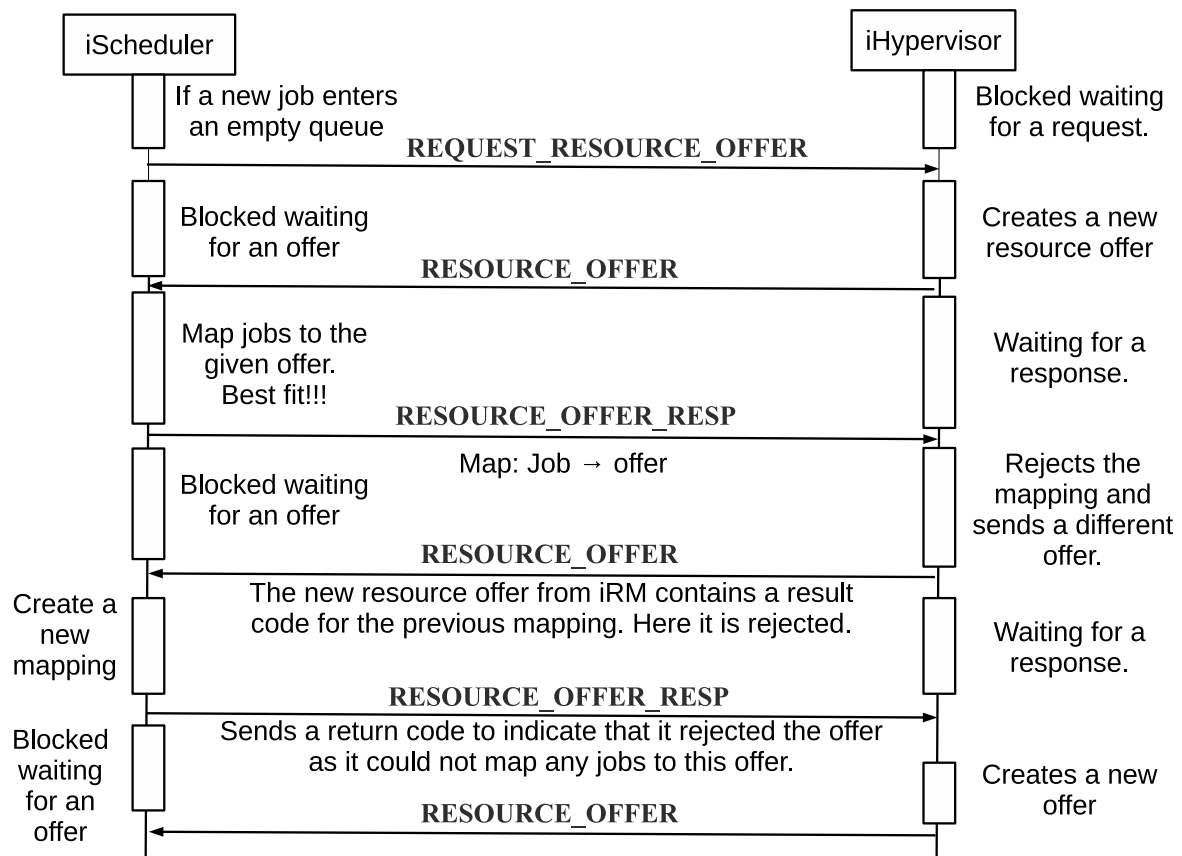 iScheduler
iHypervisor
If a new job enters
an empty queue
Blocked waiting
for a request.
REQUEST_RESOURCE_OFFER
Blocked waiting
for an offer
Creates a new
resource offer
RESOURCE_OFFER
Map jobs to the
given offer.
Best fit!!!
Waiting for a
response.
RESOURCE_OFFER_RESP
Map: Job → offer
Blocked waiting
for an offer
Rejects the
mapping and
sends a different
offer.
RESOURCE_OFFER
The new resource offer from iRM contains a result
code for the previous mapping. Here it is rejected.
Create a
new
mapping
Waiting for a
response.
RESOURCE_OFFER_RESP
Sends a return code to indicate that it rejected the offer
as it could not map any jobs to this offer.
Blocked
waiting
for an
offer
Creates a new
offer
RESOURCE_OFFER